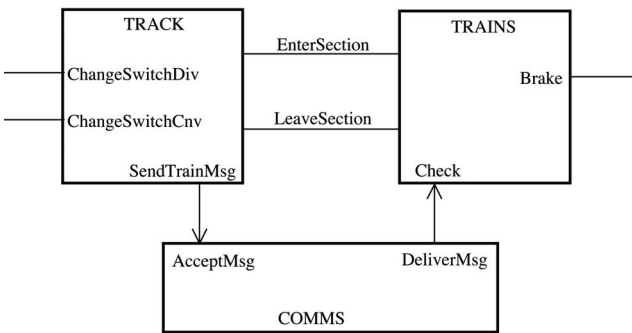 TRACK
TRAINS
EnterSection
ChangeSwitchDiv
Brake
ChangeSwitchCnv
LeaveSection
SendTrainMsg
Check
AcceptMsg
DeliverMsg
COMMS